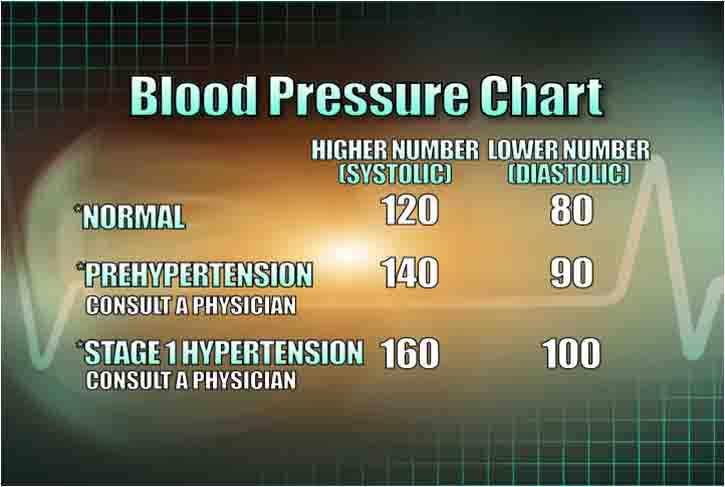 Blood Pressure Chart
HIGHER NUMBER LOWER NUMBER
(SYSTOLIC) (DIASTOLIC)
*NORMAL 120 80
*PREHYPERTENSION 140 90
CONSULT A PHYSICIAN
*STAGE 1 HYPERTENSION 160 100
CONSULT A PHYSICIAN